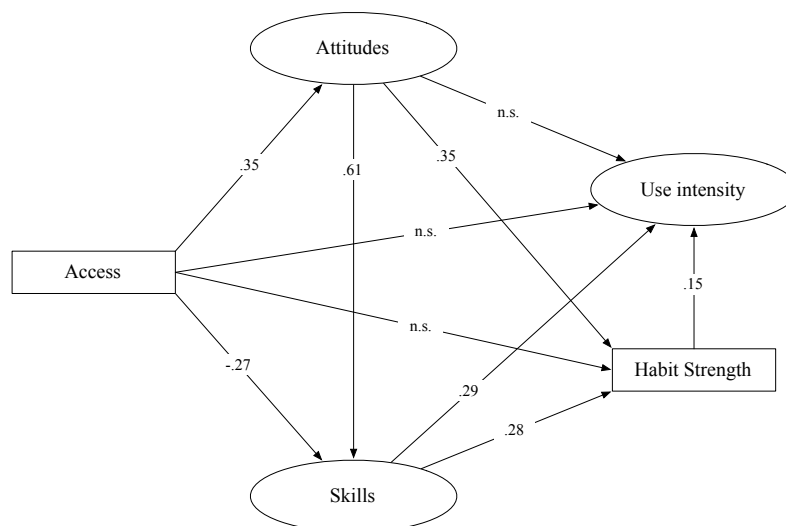 Attitudes
n.s.
.35
.61
.35
Use intensity
n.s.
Access
.15
n.s.
-.27
Habit Strength
.29
.28
Skills